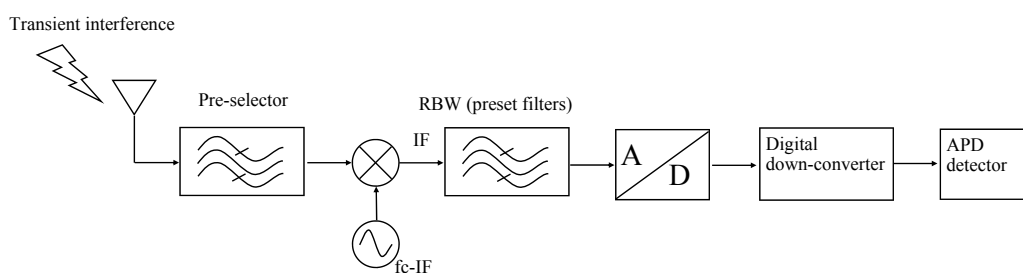 Transient interference
Pre-selector
RBW (preset filters)
IF
A
D
Digital
down-converter
APD
detector
fc-IF